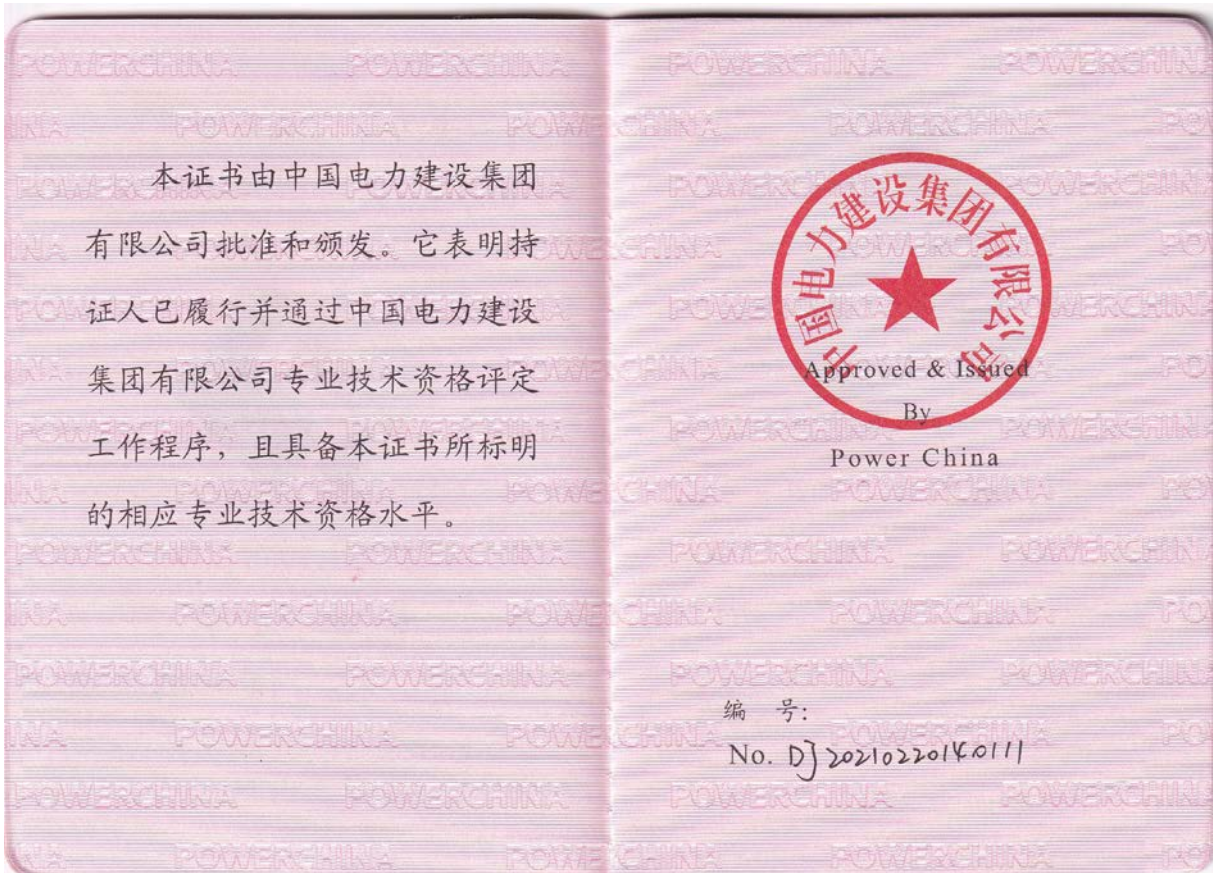 本证书由中国电力建设集团
有限公司批准和颁发。它表明持
证人已履行并通过中国电力建设
集团有限公司专业技术资格评定
工作程序，且具备本证书所标明
的相应专业技术资格水平。
中国电力建设集团有限公司
Approved & Issued
By
Power China
编 号:
No. DJ20210220140111
POWERCHINA